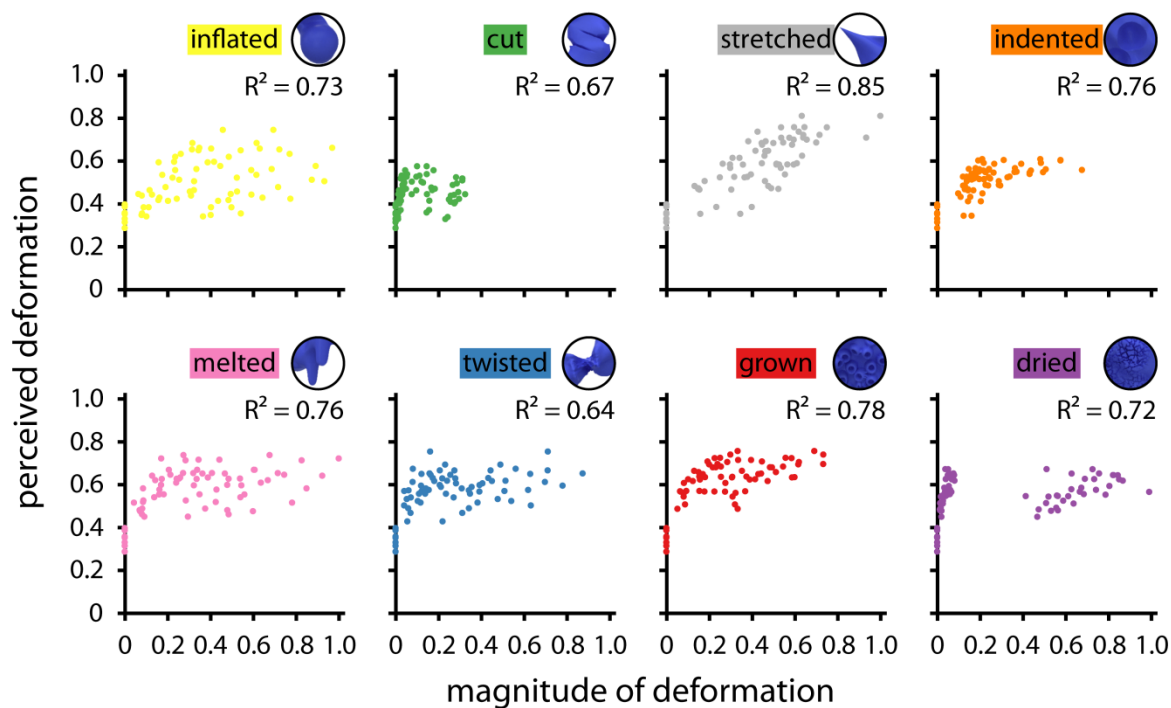 inflated cut stretched indented
R² = 0.73 R² = 0.67 R² = 0.85 R² = 0.76
1.0
0.8
0.6
0.4
0.2
0
melted twisted grown dried
R² = 0.76 R² = 0.64 R² = 0.78 R² = 0.72
1.0
0.8
0.6
0.4
0.2
0
0 0.2 0.4 0.6 0.8 1.0 0 0.2 0.4 0.6 0.8 1.0 0 0.2 0.4 0.6 0.8 1.0 0 0.2 0.4 0.6 0.8 1.0
perceived deformation
magnitude of deformation